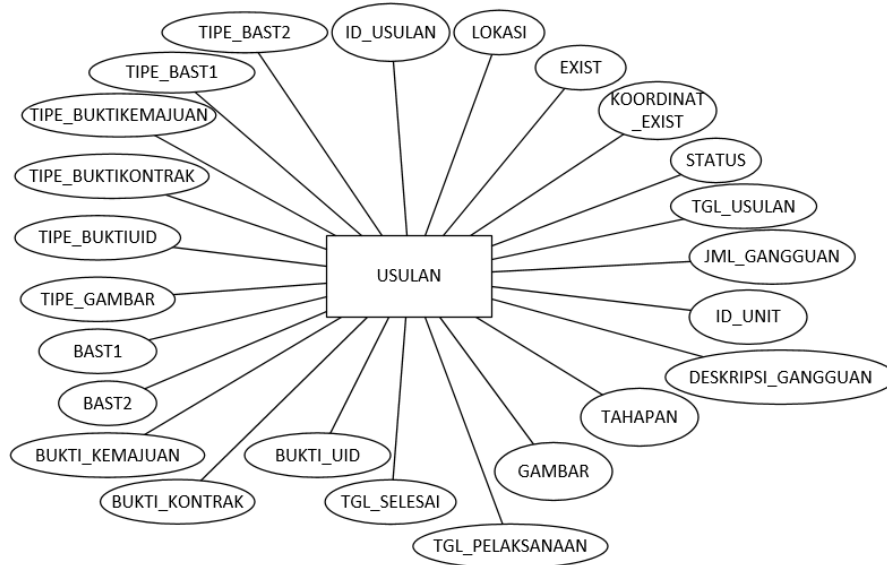 TIPE_BAST2
ID_USULAN
LOKASI
EXIST
TIPE_BAST1
KOORDINAT
_EXIST
TIPE_BUKTIKEMAJUAN
STATUS
TIPE_BUKTIKONTRAK
TGL_USULAN
TIPE_BUKTIUID
JML_GANGGUAN
USULAN
TIPE_GAMBAR
ID_UNIT
BAST1
DESKRIPSI_GANGGUAN
BAST2
TAHAPAN
BUKTI_KEMAJUAN
BUKTI_UID
GAMBAR
BUKTI_KONTRAK
TGL_SELESAI
TGL_PELAKSANAAN